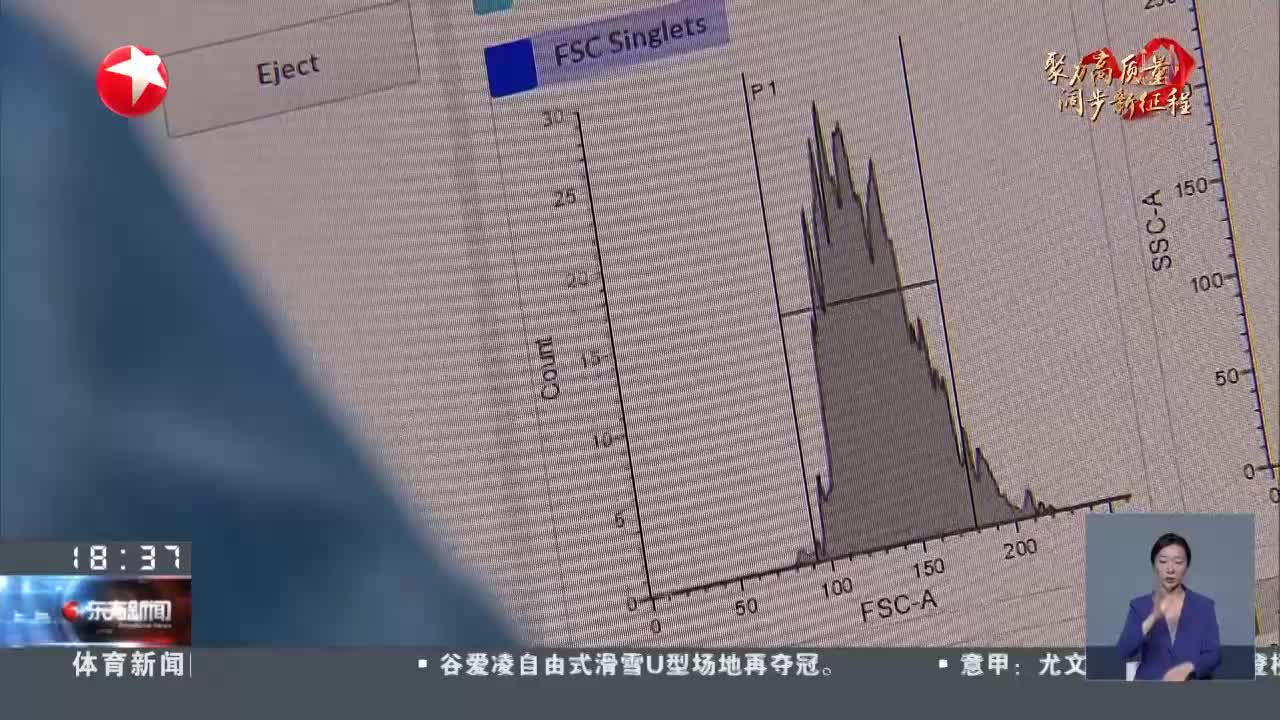 Eject
FSC Singlets
聚力高质量
阔步新征程
P1
30
25
20
15
10
5
0
Count
0
50
100
150
200
FSC-A
SSC-A
150
100
50
0
18:37
东方新闻
体育新闻
▪ 谷爱凌自由式滑雪U型场地再夺冠。
▪ 意甲：尤文